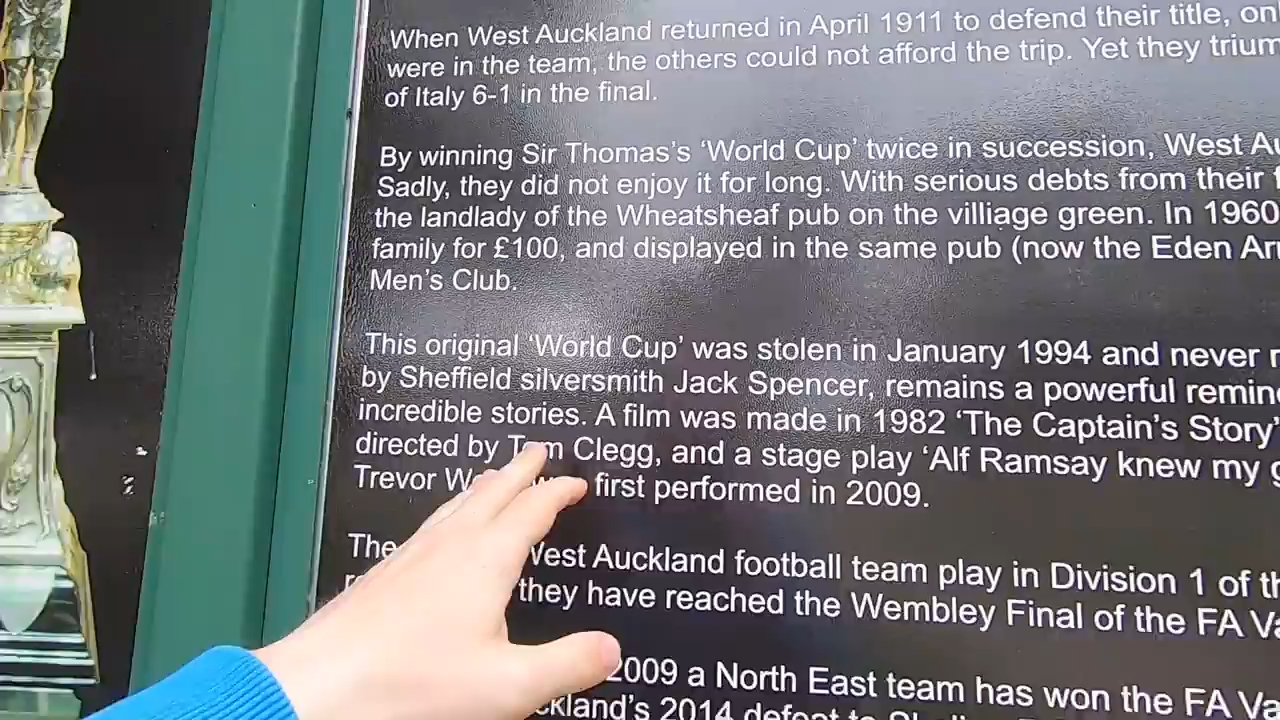 When West Auckland returned in April 1911 to defend their title, on
were in the team, the others could not afford the trip. Yet they trium
of Italy 6-1 in the final.
By winning Sir Thomas's 'World Cup' twice in succession, West Au
Sadly, they did not enjoy it for long. With serious debts from their f
the landlady of the Wheatsheaf pub on the villiage green. In 1960
family for £100, and displayed in the same pub (now the Eden Arm
Men's Club.
This original 'World Cup' was stolen in January 1994 and never r
by Sheffield silversmith Jack Spencer, remains a powerful remind
incredible stories. A film was made in 1982 'The Captain's Story'
directed by Tom Clegg, and a stage play 'Alf Ramsay knew my g
Trevor first performed in 2009.
The West Auckland football team play in Division 1 of th
they have reached the Wembley Final of the FA Va
2009 a North East team has won the FA Va
ckland's 2014 defeat to